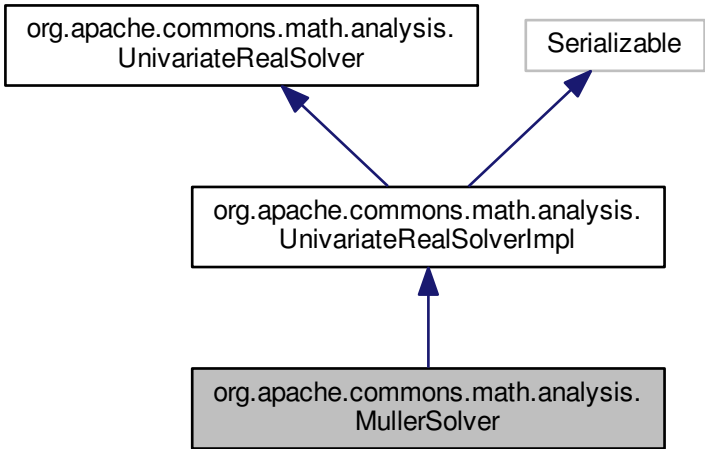 org.apache.commons.math.analysis.
UnivariateRealSolver
Serializable
org.apache.commons.math.analysis.
UnivariateRealSolverImpl
org.apache.commons.math.analysis.
MullerSolver